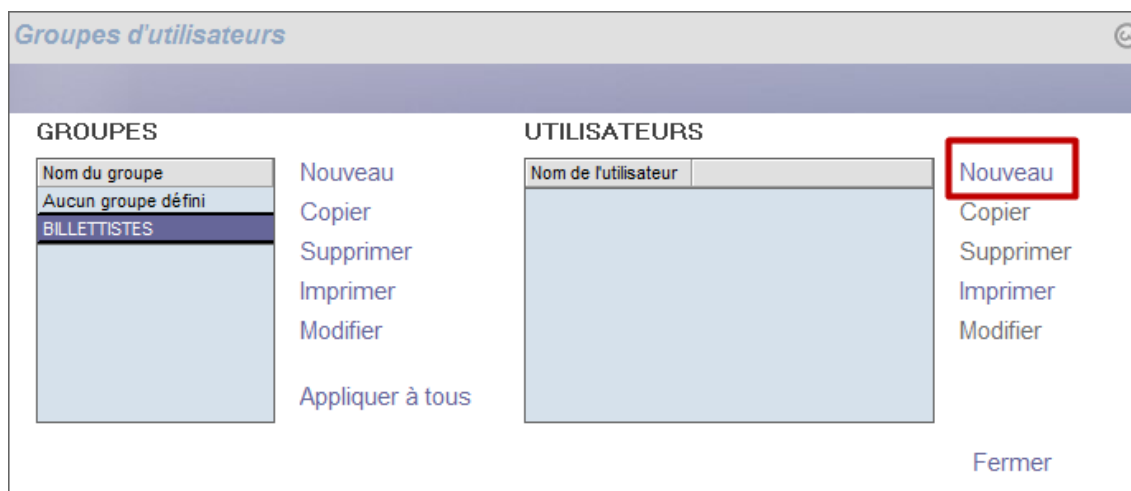 Groupes d'utilisateurs
GROUPES
UTILISATEURS
Nom du groupe
Aucun groupe défini
BILLETTISTES
Nouveau
Copier
Supprimer
Imprimer
Modifier
Appliquer à tous
Nom de l'utilisateur
Nouveau
Copier
Supprimer
Imprimer
Modifier
Fermer